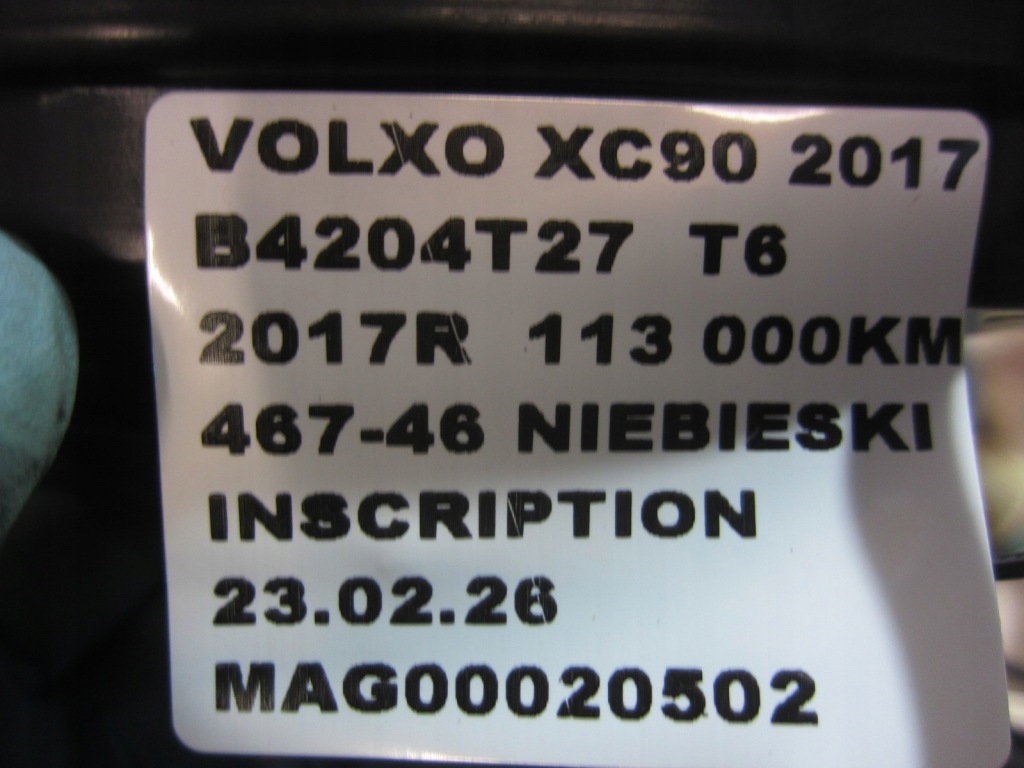 VOLXO XC90 2017
B4204T27 T6
2017R 113 000KM
467-46 NIEBIESKI
INSCRIPTION
23.02.26
MAG00020502